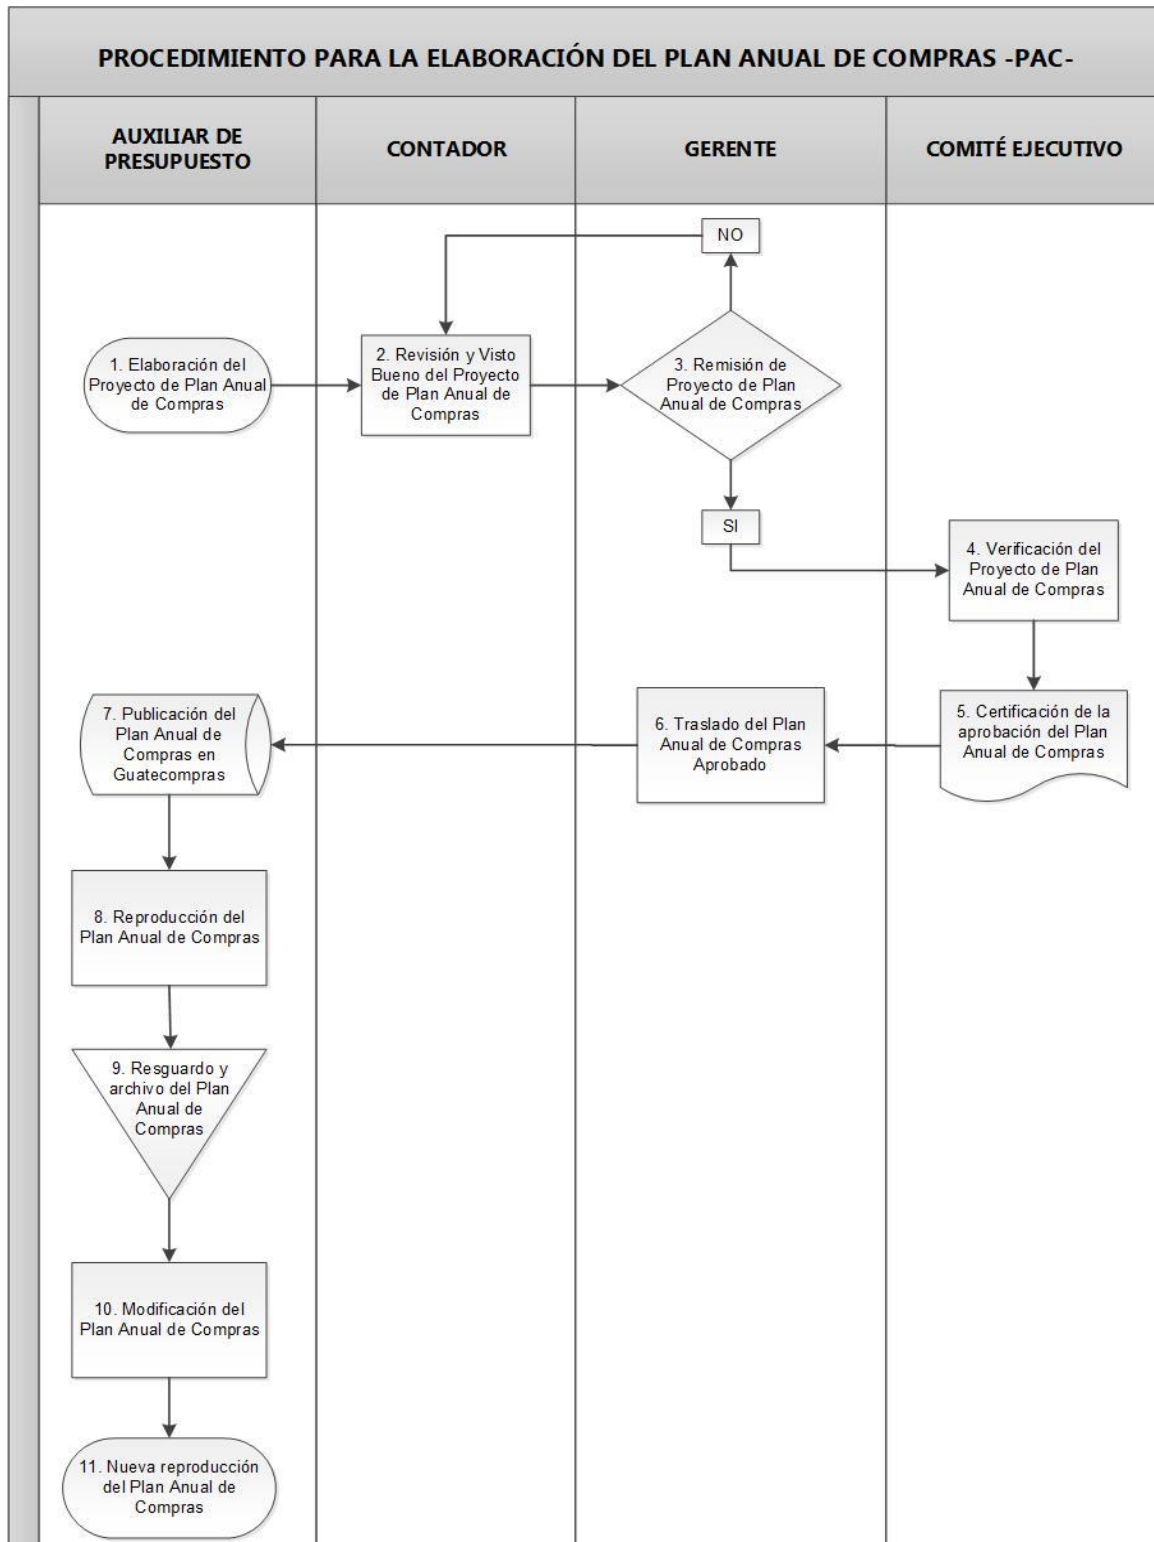 PROCEDIMIENTO PARA LA ELABORACIÓN DEL PLAN ANUAL DE COMPRAS -PAC-
AUXILIAR DE
PRESUPUESTO
CONTADOR
GERENTE
COMITÉ EJECUTIVO
NO
1. Elaboración del
Proyecto de Plan Anual
de Compras
2. Revisión y Visto
Bueno del Proyecto
de Plan Anual de
Compras
3. Remisión de
Proyecto de Plan
Anual de Compras
SI
4. Verificación del
Proyecto de Plan
Anual de Compras
5. Certificación de la
aprobación del Plan
Anual de Compras
6. Traslado del Plan
Anual de Compras
Aprobado
7. Publicación del
Plan Anual de
Compras en
Guatecompras
8. Reproducción del
Plan Anual de Compras
9. Resguardo y
archivo del Plan
Anual de
Compras
10. Modificación del
Plan Anual de Compras
11. Nueva reproducción
del Plan Anual de
Compras